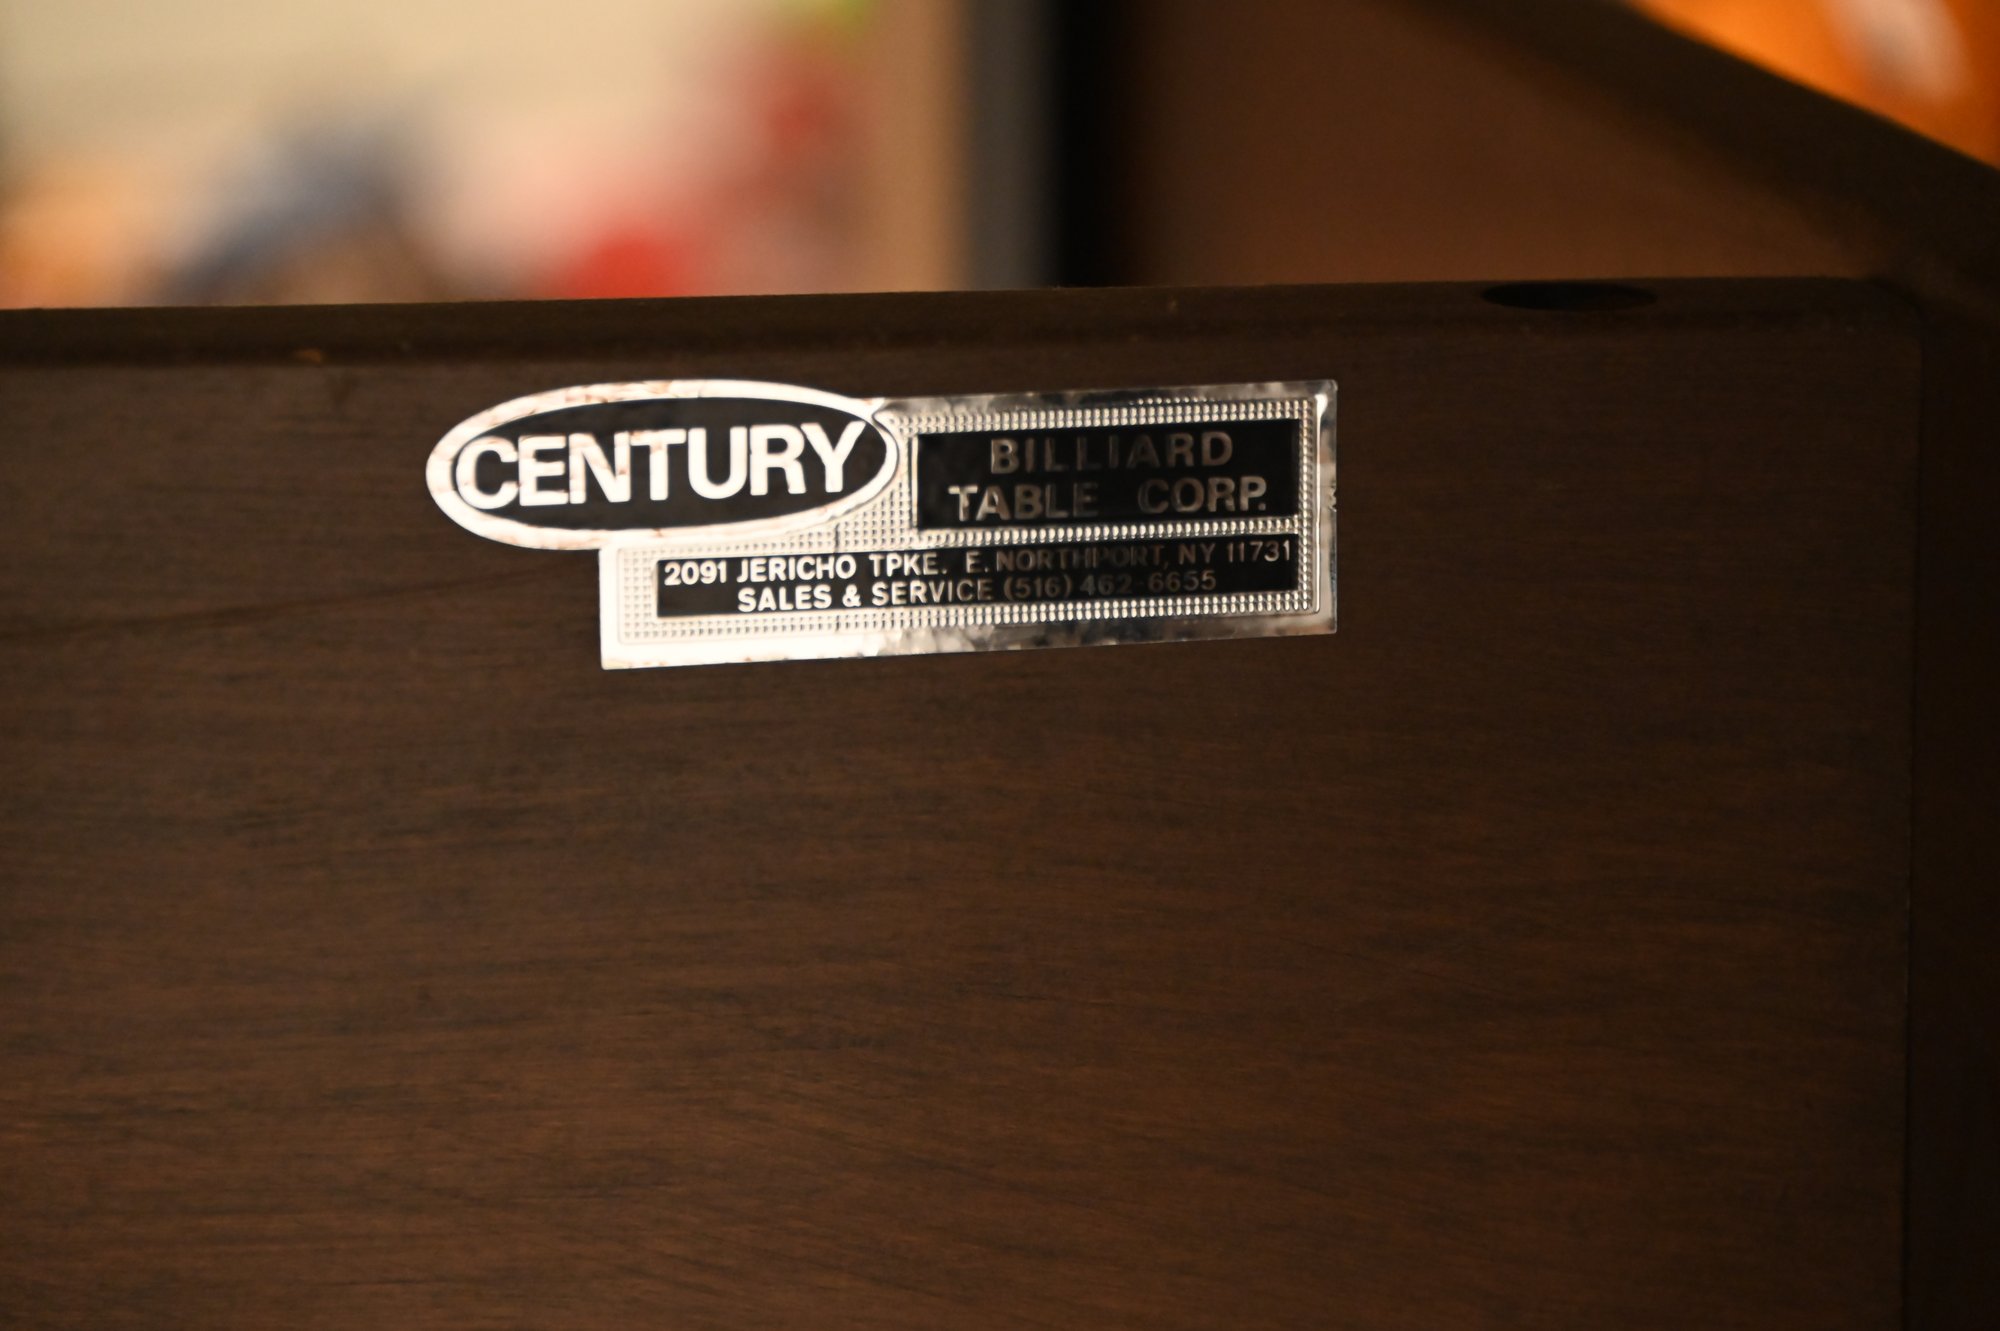 CENTURY
BILLIARD
TABLE CORP.
2091 JERICHO TPKE. E. NORTHPORT, NY 11731
SALES & SERVICE (516) 462-6655